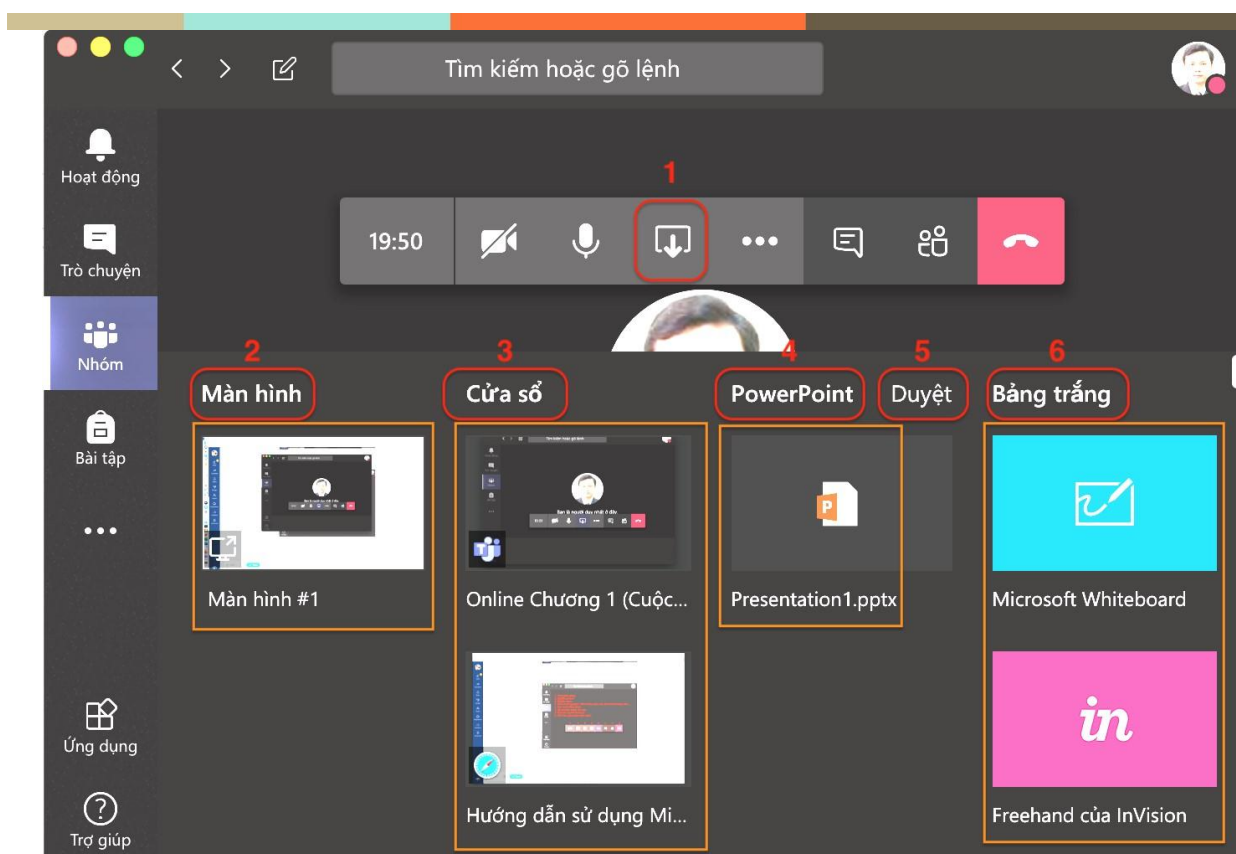 Tìm kiếm hoặc gõ lệnh
Hoạt động
1
19:50
Trò chuyện
Nhóm
2 3 4 5 6
Màn hình Cửa sổ PowerPoint Duyệt Bảng trắng
Bài tập
P
Màn hình #1 Online Chương 1 (Cuộc... Presentation1.pptx Microsoft Whiteboard
in
Ứng dụng
Hướng dẫn sử dụng Mi... Freehand của InVision
Trợ giúp